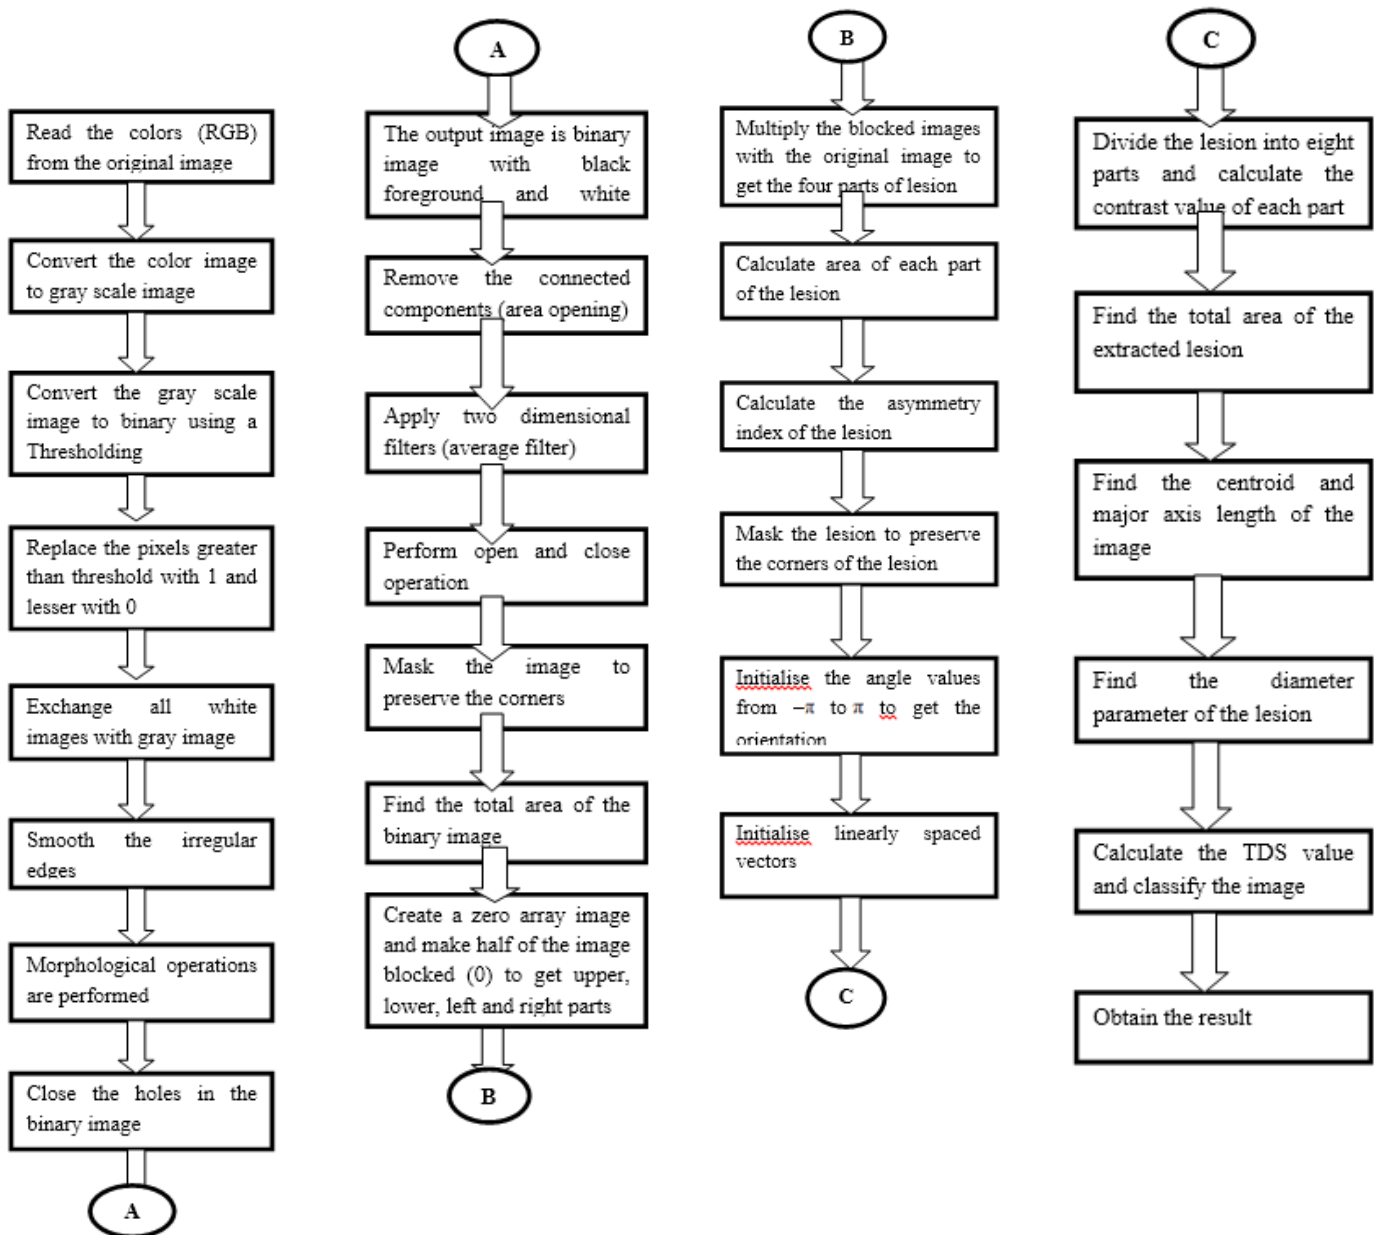 Read the colors (RGB)
from the original image
Convert the color image
to gray scale image
Convert the gray scale
image to binary using a
Thresholding
Replace the pixels greater
than threshold with 1 and
lesser with 0
Exchange all white
images with gray image
Smooth the irregular
edges
Morphological operations
are performed
Close the holes in the
binary image
A
A
The output image is binary
image with black
foreground and white
Remove the connected
components (area opening)
Apply two dimensional
filters (average filter)
Perform open and close
operation
Mask the image to
preserve the corners
Find the total area of the
binary image
Create a zero array image
and make half of the image
blocked (0) to get upper,
lower, left and right parts
B
B
Multiply the blocked images
with the original image to
get the four parts of lesion
Calculate area of each part
of the lesion
Calculate the asymmetry
index of the lesion
Mask the lesion to preserve
the corners of the lesion
Initialise the angle values
from −π to π to get the
orientation
Initialise linearly spaced
vectors
C
C
Divide the lesion into eight
parts and calculate the
contrast value of each part
Find the total area of the
extracted lesion
Find the centroid and
major axis length of the
image
Find the diameter
parameter of the lesion
Calculate the TDS value
and classify the image
Obtain the result